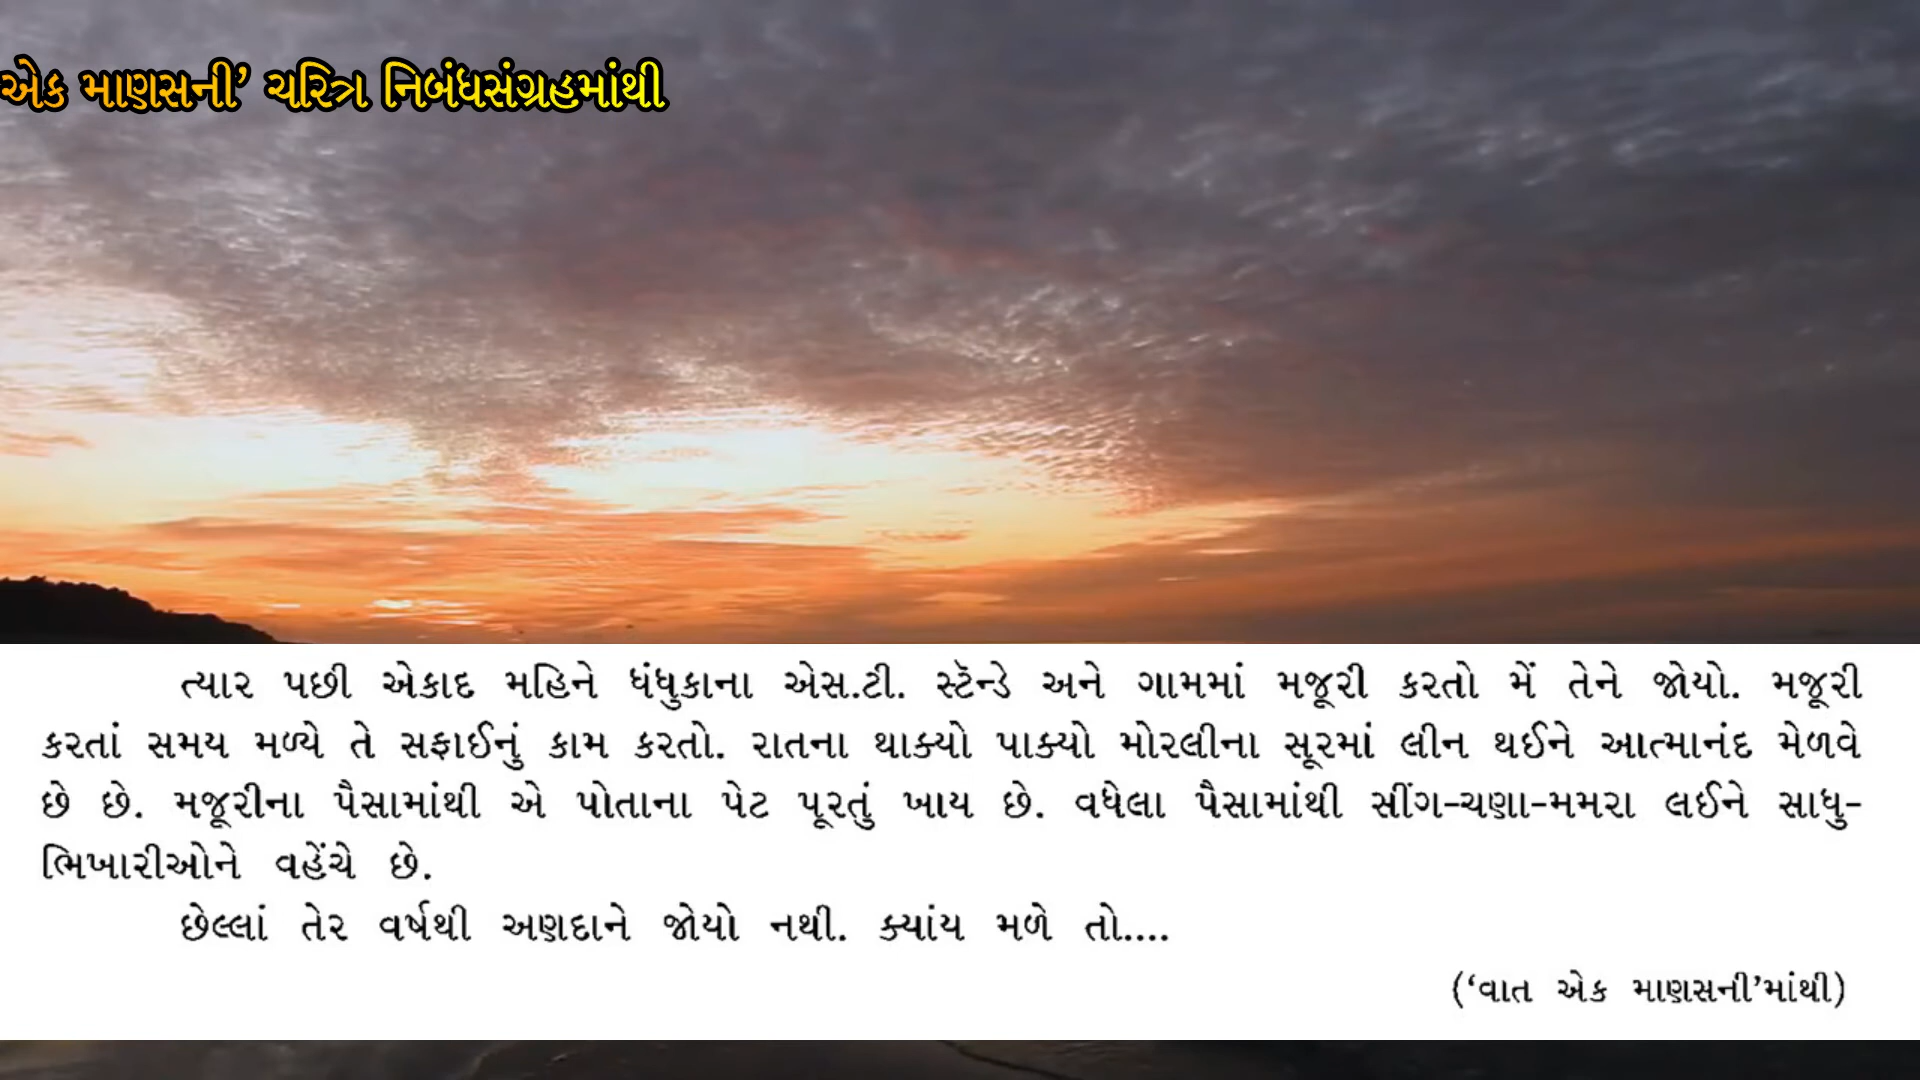 એક માણસની’ ચરિત્ર નિબંધસંગ્રહમાંથી
ત્યાર પછી એકાદ મહિને ધંધુકાના એસ.ટી. સ્ટૅન્ડે અને ગામમાં મજૂરી કરતો મેં તેને જોયો. મજૂરી
કરતાં સમય મળ્યે તે સફાઈનું કામ કરતો. રાતના થાક્યો પાક્યો મોરલીના સૂરમાં લીન થઈને આત્માનંદ મેળવે
છે છે. મજૂરીના પૈસામાંથી એ પોતાના પેટ પૂરતું ખાય છે. વધેલા પૈસામાંથી સીંગ-ચણા-મમરા લઈને સાધુ-
ભિખારીઓને વહેંચે છે.
છેલ્લાં તેર વર્ષથી અણદાને જોયો નથી. ક્યાંય મળે તો....
(‘વાત એક માણસની’માંથી)